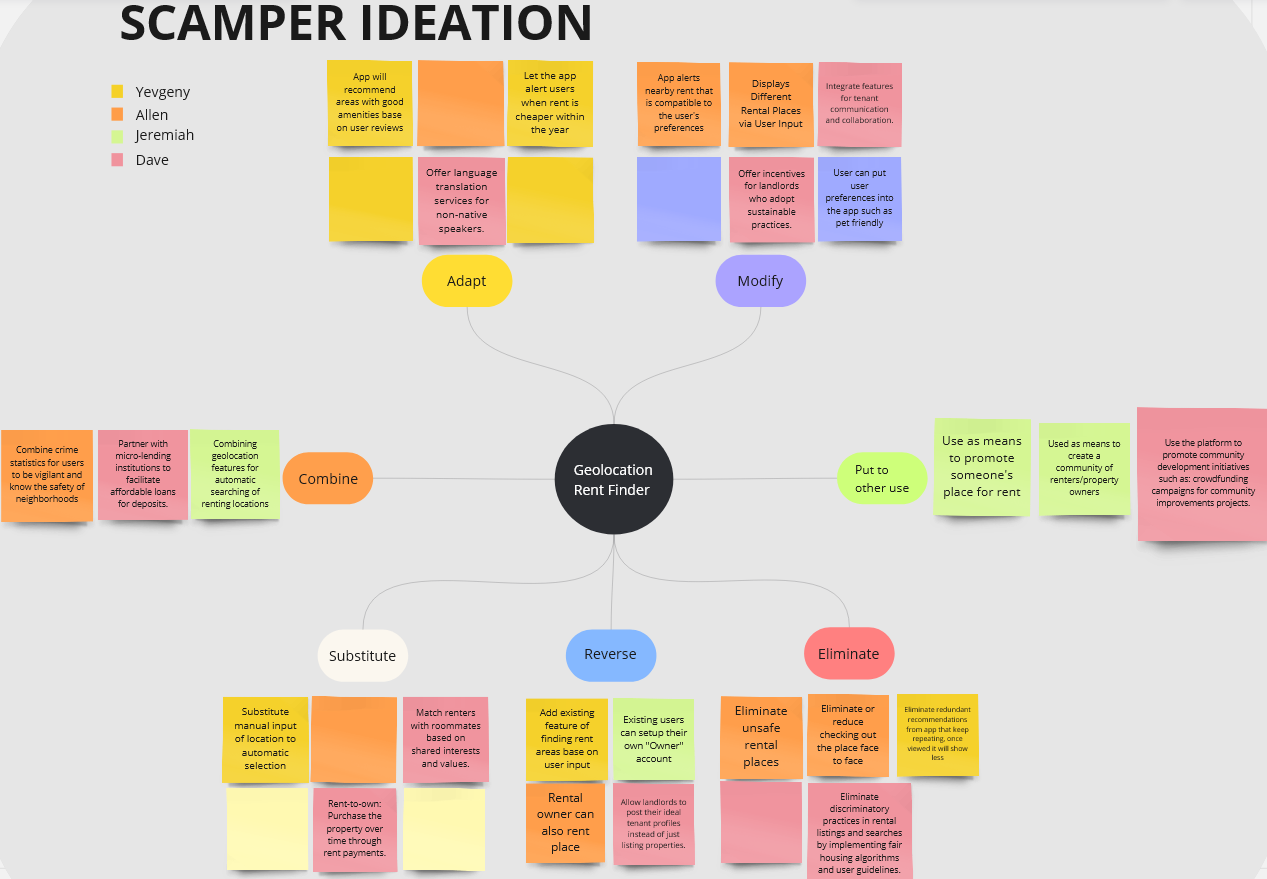 SCAMPER IDEATION
Yevgeny
Allen
Jeremiah
Dave
App will
recommend
areas with good
amenities base
on user reviews
Let the app
alert users
when rent is
cheaper within
the year
Offer language
translation
services for
non-native
speakers.
Adapt
App alerts
nearby rent that
is compatible to
the user's
preferences
Displays
Different
Rental Places
via User Input
Integrate features
for tenant
communication
and collaboration.
Offer incentives
for landlords
who adopt
sustainable
practices.
User can put
user
preferences into
the app such as
pet friendly
Modify
Combine crime
statistics for users
to be vigilant and
know the safety of
neighborhoods
Partner with
micro-lending
institutions to
facilitate
affordable loans
for deposits.
Combining
geolocation
features for
automatic
searching of
renting locations
Combine
Geolocation
Rent Finder
Put to
other use
Use as means
to promote
someone's
place for rent
Used as means to
create a
community of
renters/property
owners
Use the platform to
promote community
development initiatives
such as: crowdfunding
campaigns for community
improvements projects.
Substitute
Substitute
manual input
of location to
automatic
selection
Match renters
with roommates
based on
shared interests
and values.
Rent-to-own:
Purchase the
property over
time through
rent payments.
Reverse
Add existing
feature of
finding rent
areas base on
user input
Existing users
can setup their
own "Owner"
account
Rental
owner can
also rent
place
Allow landlords to
post their ideal
tenant profiles
instead of just
listing properties.
Eliminate
Eliminate
unsafe
rental
places
Eliminate or
reduce
checking out
the place face
to face
Eliminate redundant
recommendations
from app that keep
repeating, once
viewed it will show
less
Eliminate
discriminatory
practices in rental
listings and searches
by implementing fair
housing algorithms
and user guidelines.